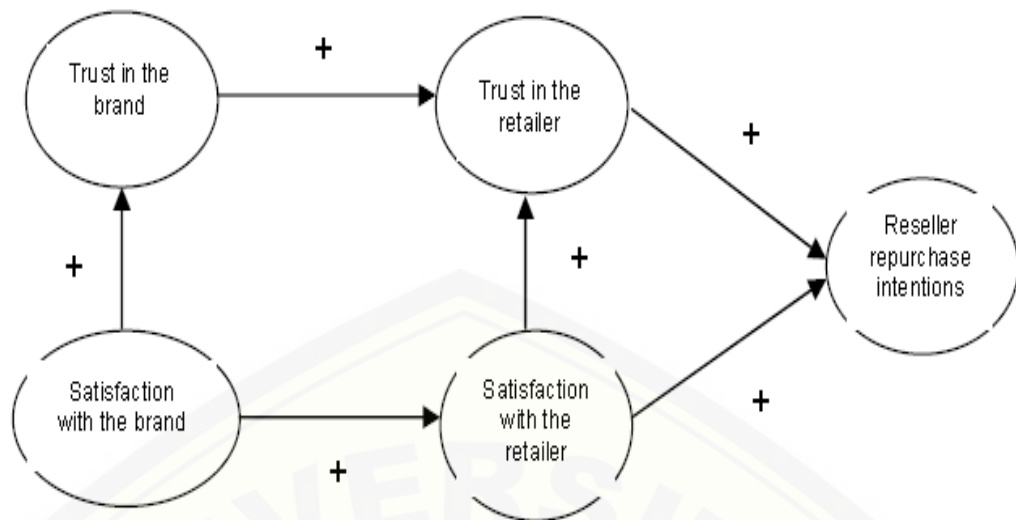 +
Trust in the
brand
Trust in the
retailer
+
Reseller
repurchase
intentions
+
+
Satisfaction
with the brand
Satisfaction
with the
retailer
+
+